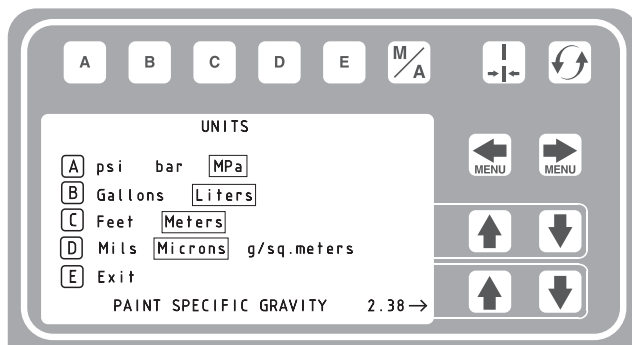 A B C D E M/A
UNITS
MENU MENU
A psi bar MPa
B Gallons Liters
C Feet Meters
D Mils Microns g/sq.meters
E Exit
PAINT SPECIFIC GRAVITY 2.38→